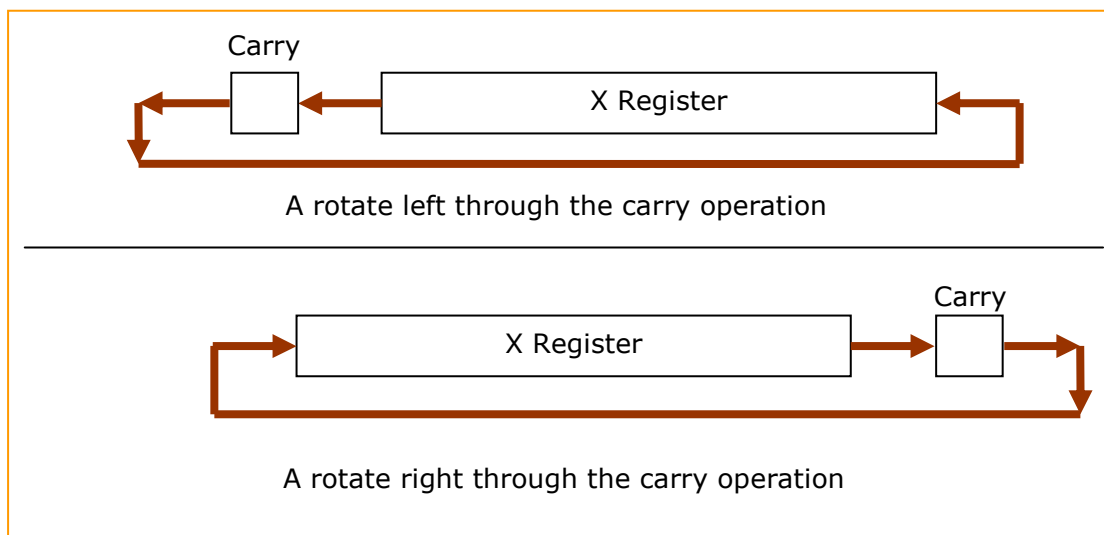 Carry
X Register
A rotate left through the carry operation
Carry
X Register
A rotate right through the carry operation